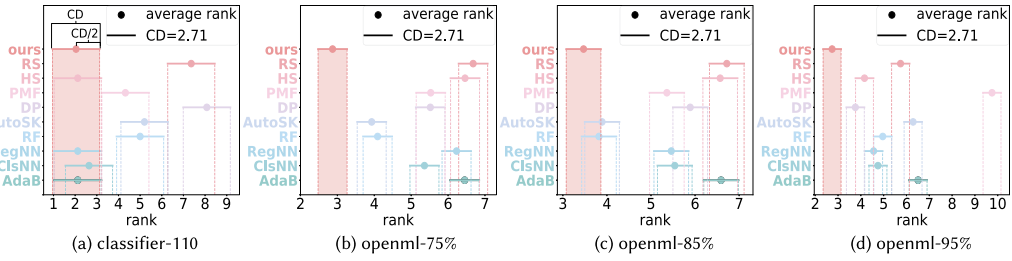 CD
CD/2
average rank
CD=2.71
ours
RS
HS
PMF
DP
AutoSK
RF
RegNN
ClsNN
AdaB
1 2 3 4 5 6 7 8 9
rank
(a) classifier-110
average rank
CD=2.71
ours
RS
HS
PMF
DP
AutoSK
RF
RegNN
ClsNN
AdaB
2 3 4 5 6 7
rank
(b) openml-75%
average rank
CD=2.71
ours
RS
HS
PMF
DP
AutoSK
RF
RegNN
ClsNN
AdaB
3 4 5 6 7
rank
(c) openml-85%
average rank
CD=2.71
ours
RS
HS
PMF
DP
AutoSK
RF
RegNN
ClsNN
AdaB
2 3 4 5 6 7 8 9 10
rank
(d) openml-95%